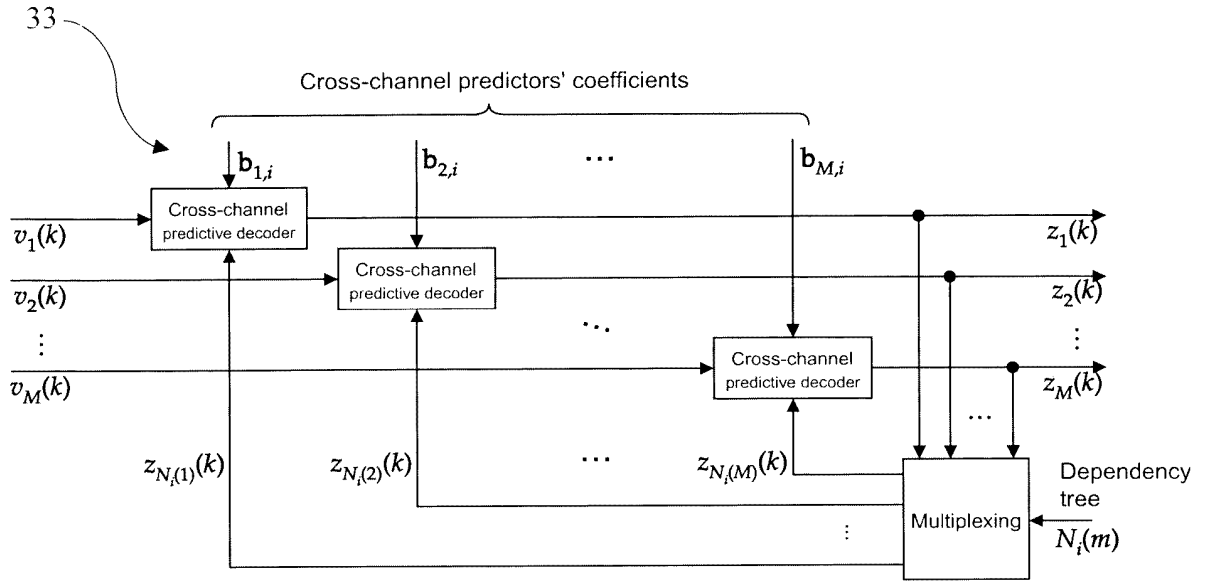 33
Cross-channel predictors' coefficients
b1,i
b2,i
...
bM,i
Cross-channel
predictive decoder
v1(k)
z1(k)
Cross-channel
predictive decoder
v2(k)
z2(k)
⋮
...
⋮
Cross-channel
predictive decoder
vM(k)
zM(k)
...
zNi(1)(k)
zNi(2)(k)
...
zNi(M)(k)
Dependency
tree
Multiplexing
⋮
Ni(m)